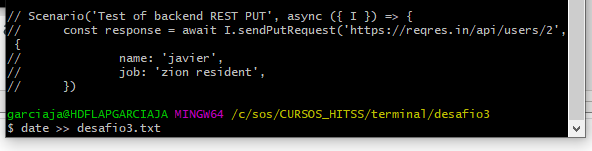 // Scenario('Test of backend REST PUT', async ({ I }) => {
//      const response = await I.sendPutRequest('https://reqres.in/api/users/2',
 {
//              name: 'javier',
//              job: 'zion resident',
//      })
garciaja@HDFLAPGARCIAJA MINGW64 /c/sos/CURSOS_HITSS/terminal/desafio3
$ date >> desafio3.txt